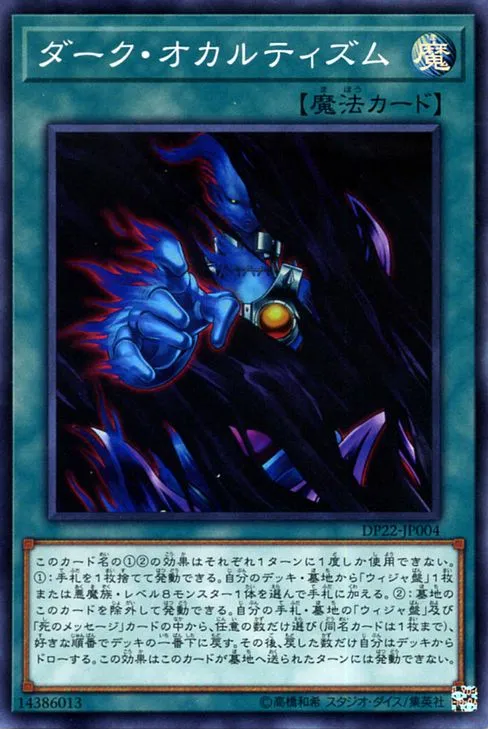 ダーク・オカルティズム
魔
【魔法カード】
DP22-JP004
このカード名の①②の効果はそれぞれ1ターンに1度しか使用できない。
①:手札を1枚捨てて発動できる。自分のデッキ・墓地から「ウィジャ盤」1枚
または悪魔族・レベル8モンスター1体を選んで手札に加える。②:墓地の
このカードを除外して発動できる。自分の手札・墓地の「ウィジャ盤」及び
「死のメッセージ」カードの中から、任意の数だけ選び(同名カードは1枚まで)、
好きな順番でデッキの一番下に戻す。その後、戻した数だけ自分はデッキから
ドローする。この効果はこのカードが墓地へ送られたターンには発動できない。
14386013
©高橋和希 スタジオ・ダイス/集英社